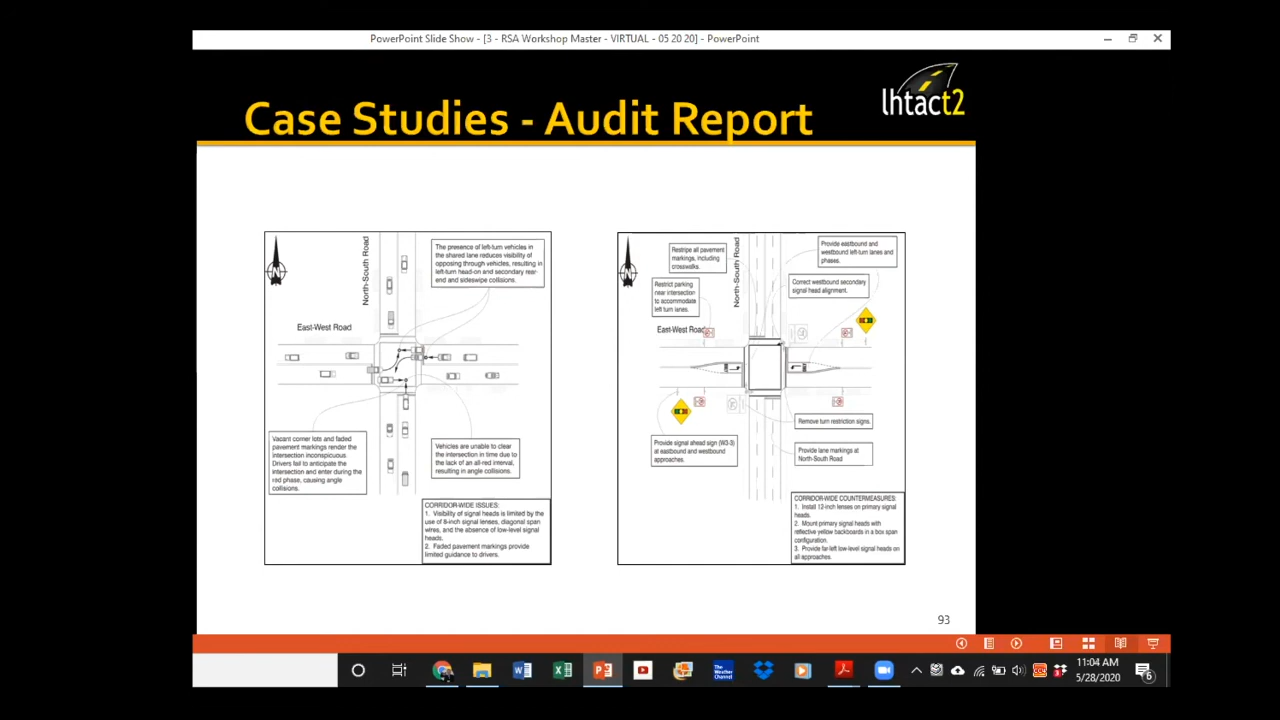 PowerPoint Slide Show - [3 - RSA Workshop Master - VIRTUAL - 05 20 20] - PowerPoint
lhtact2
Case Studies - Audit Report
N
North-South Road
The presence of left-turn vehicles in
the shared lane reduces visibility of
opposing through vehicles, resulting in
left-turn head-on and secondary rear-
end and sideswipe collisions.
East-West Road
Vacant corner lots and faded
pavement markings render the
intersection inconspicuous.
Drivers fail to anticipate the
intersection and enter during the
red phase, causing angle
collisions.
Vehicles are unable to clear
the intersection in time due to
the lack of an all-red interval,
resulting in angle collisions.
CORRIDOR-WIDE ISSUES:
1. Visibility of signal heads is limited by the
use of 8-inch signal lenses, diagonal span
wires, and the absence of low-level signal
heads.
2. Faded pavement markings provide
limited guidance to drivers.
N
Restripe all pavement
markings, including
crosswalks.
North-South Road
Provide eastbound and
westbound left-turn lanes and
phases.
Restrict parking
near intersection
to accommodate
left turn lanes.
Correct westbound secondary
signal head alignment.
East-West Road
Remove turn restriction signs.
Provide signal ahead sign (W3-3)
at eastbound and westbound
approaches.
Provide lane markings at
North-South Road
CORRIDOR-WIDE COUNTERMEASURES:
1. Install 12-inch lenses on primary signal
heads.
2. Mount primary signal heads with
reflective yellow backboards in a box span
configuration.
3. Provide far-left low-level signal heads on
all approaches.
93
The
Weather
Channel
11:04 AM
5/28/2020
6